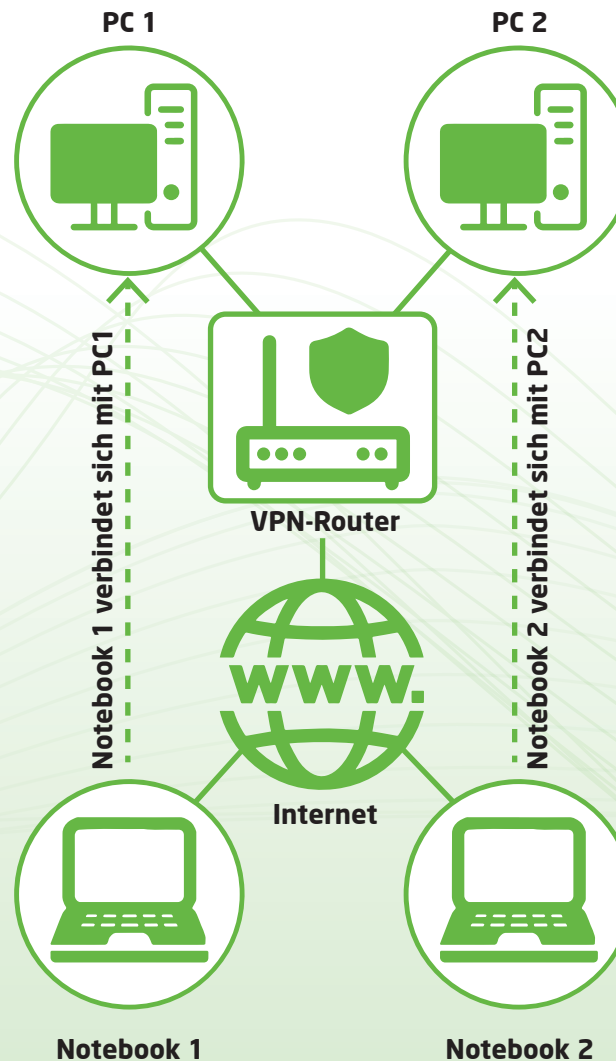 PC 1
PC 2
Notebook 1 verbindet sich mit PC1
Notebook 2 verbindet sich mit PC2
VPN-Router
www.
Internet
Notebook 1
Notebook 2